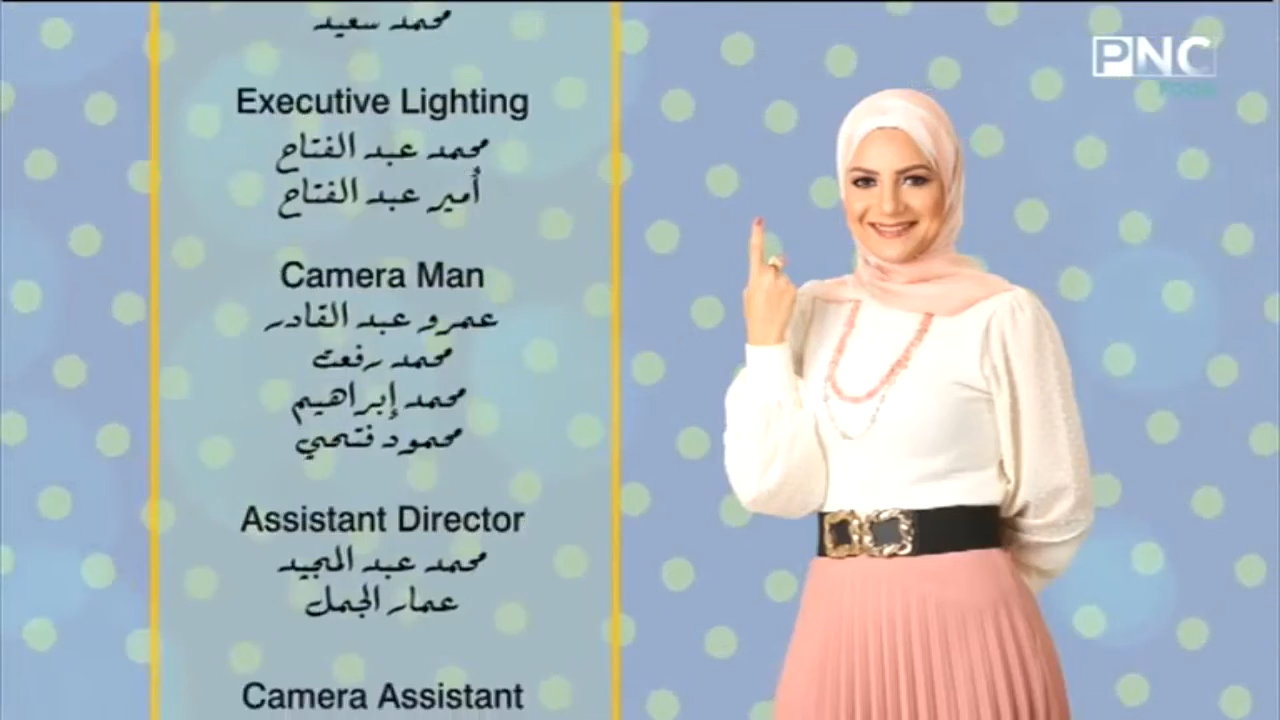 محمد سعيد
PNC
FOOD
Executive Lighting
محمد عبد الفتاح
أمير عبد الفتاح
Camera Man
عمرو عبد القادر
محمد رفعت
محمد إبراهيم
محمود فتحي
Assistant Director
محمد عبد المجيد
عمار الجمل
Camera Assistant